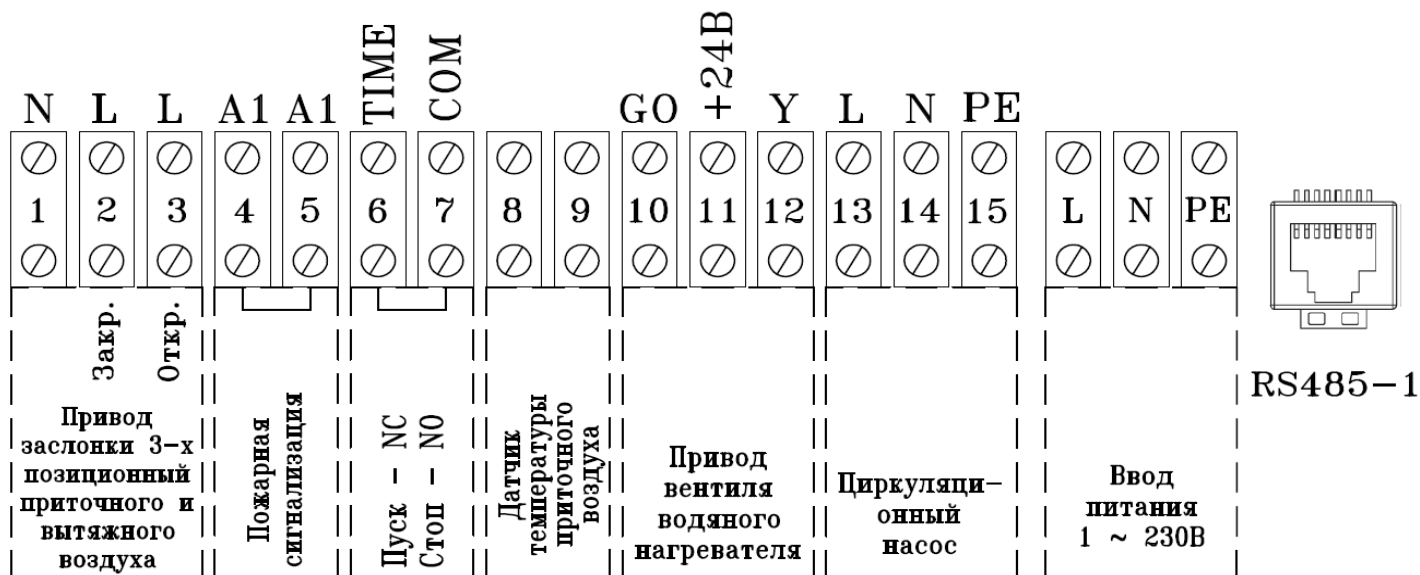 N L L A1 A1 TIME COM GO +24В Y L N PE
1 2 3 4 5 6 7 8 9 10 11 12 13 14 15 L N PE
Закр.
Откр.
Привод
заслонки 3-х
позиционный
приточного и
вытяжного
воздуха
Пожарная
сигнализация
Пуск - NC
Стоп - NO
Датчик
температуры
приточного
воздуха
Привод
вентиля
водяного
нагревателя
Циркуляци-
онный
насос
Ввод
питания
1 ~ 230В
RS485-1